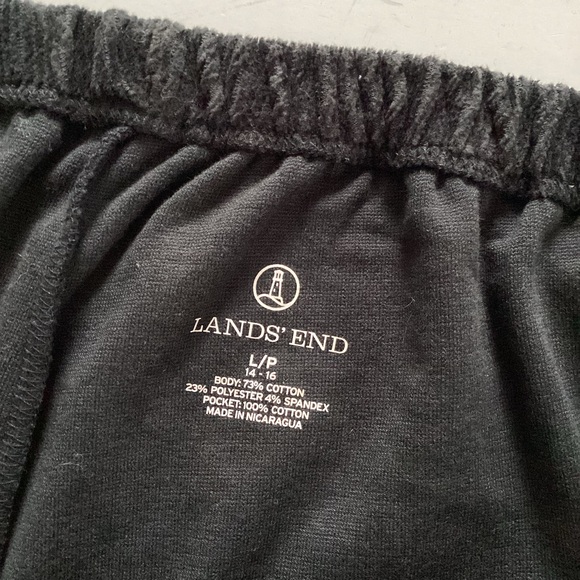 LANDS' END
L/P
14 - 16
BODY: 73% COTTON
23% POLYESTER 4% SPANDEX
POCKET: 100% COTTON
MADE IN NICARAGUA